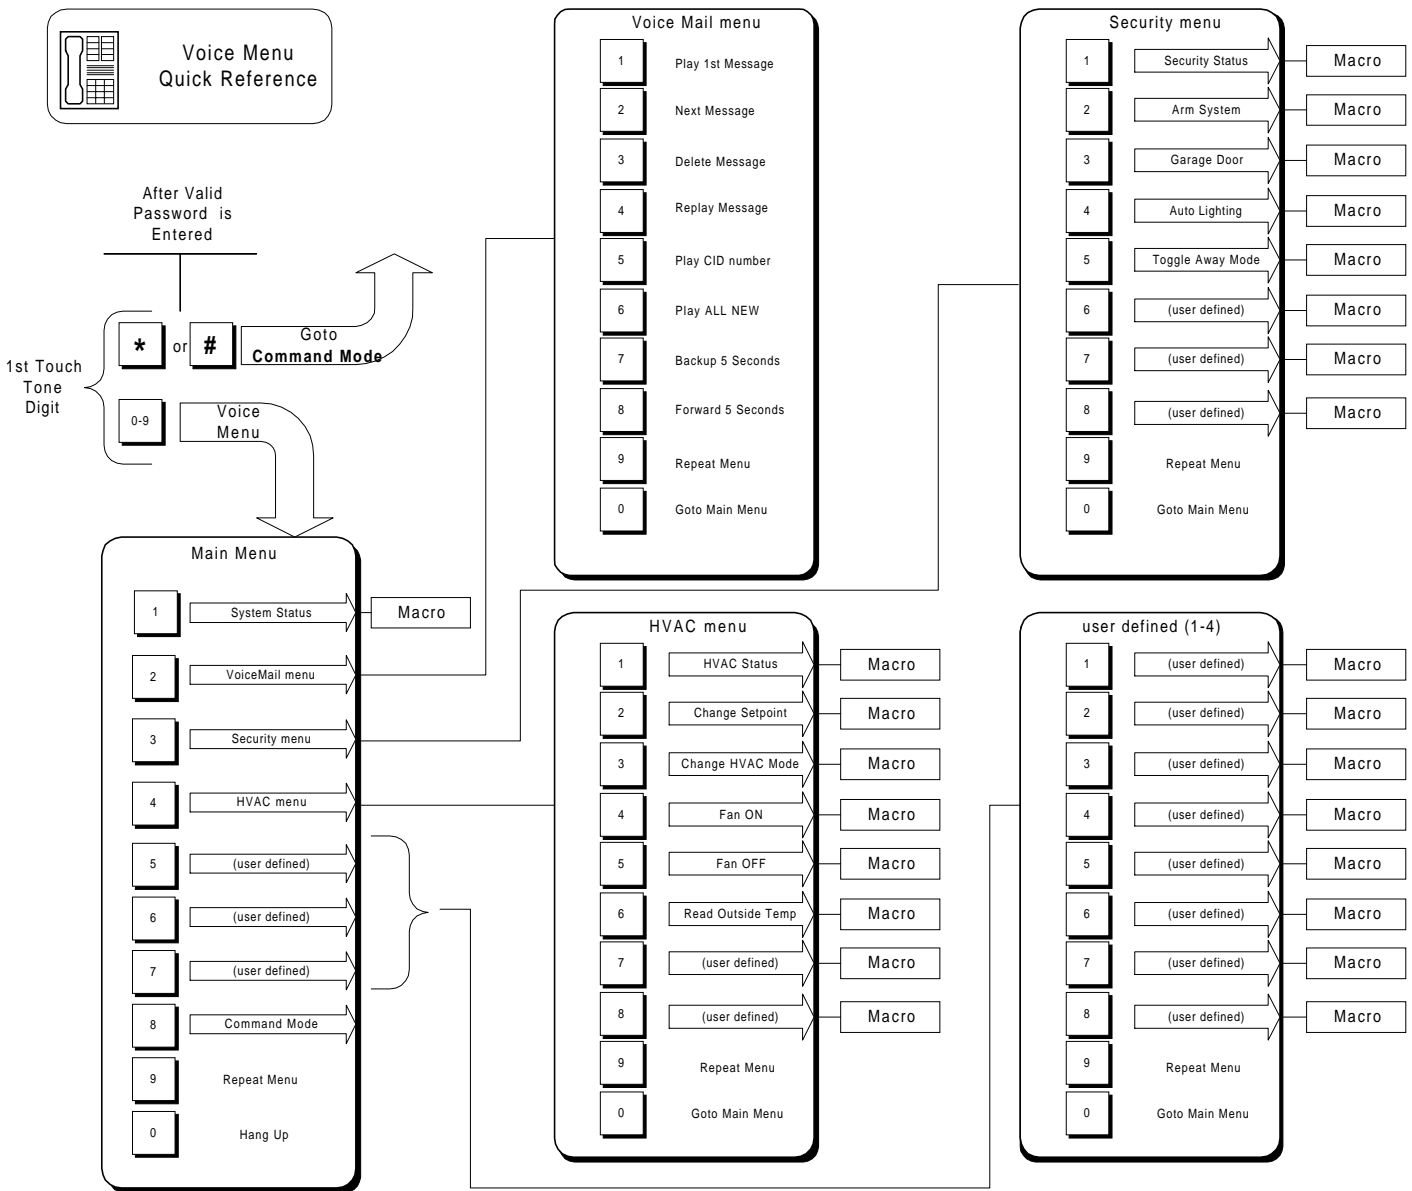 Voice Menu
Quick Reference
After Valid
Password is
Entered
1st Touch
Tone
Digit
* or #
Goto
Command Mode
0-9
Voice
Menu
Main Menu
1 System Status Macro
2 VoiceMail menu
3 Security menu
4 HVAC menu
5 (user defined)
6 (user defined)
7 (user defined)
8 Command Mode
9 Repeat Menu
0 Hang Up
Voice Mail menu
1 Play 1st Message
2 Next Message
3 Delete Message
4 Replay Message
5 Play CID number
6 Play ALL NEW
7 Backup 5 Seconds
8 Forward 5 Seconds
9 Repeat Menu
0 Goto Main Menu
Security menu
1 Security Status Macro
2 Arm System Macro
3 Garage Door Macro
4 Auto Lighting Macro
5 Toggle Away Mode Macro
6 (user defined) Macro
7 (user defined) Macro
8 (user defined) Macro
9 Repeat Menu
0 Goto Main Menu
HVAC menu
1 HVAC Status Macro
2 Change Setpoint Macro
3 Change HVAC Mode Macro
4 Fan ON Macro
5 Fan OFF Macro
6 Read Outside Temp Macro
7 (user defined) Macro
8 (user defined) Macro
9 Repeat Menu
0 Goto Main Menu
user defined (1-4)
1 (user defined) Macro
2 (user defined) Macro
3 (user defined) Macro
4 (user defined) Macro
5 (user defined) Macro
6 (user defined) Macro
7 (user defined) Macro
8 (user defined) Macro
9 Repeat Menu
0 Goto Main Menu